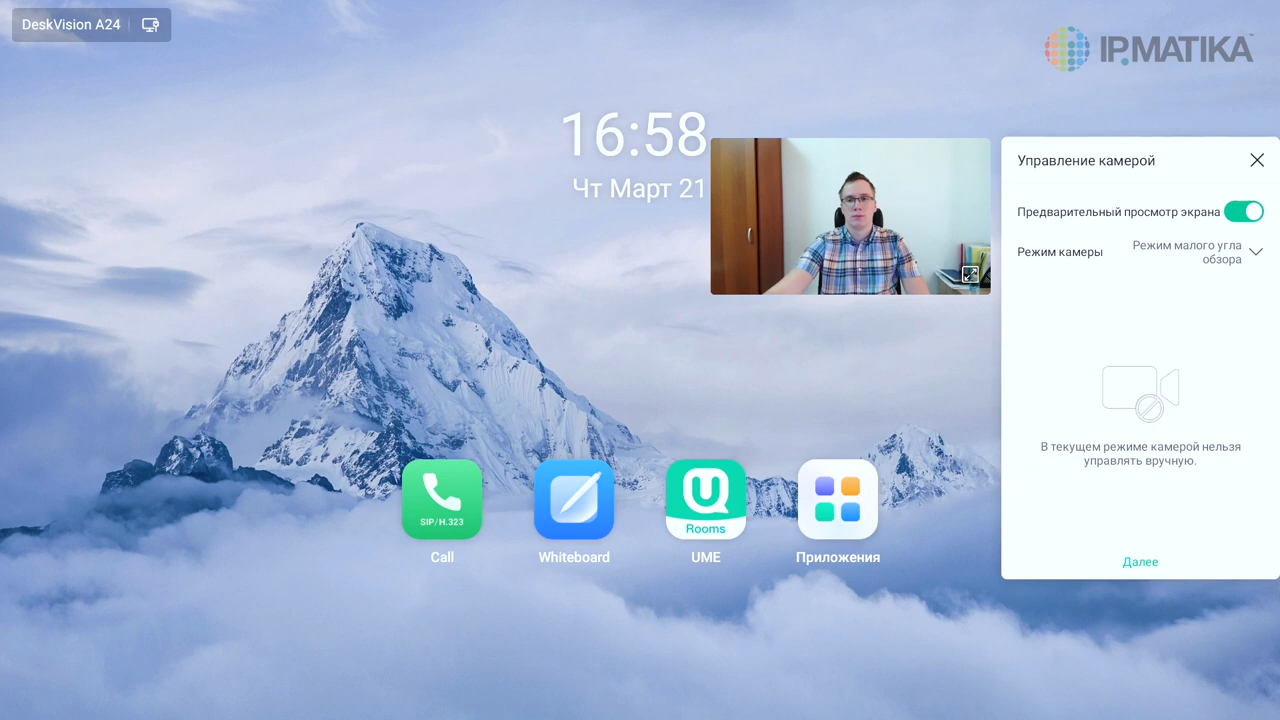 DeskVision A24
IPMATIKA™
16:58
Чт Март 21
Управление камерой
Предварительный просмотр экрана
Режим камеры
Режим малого угла
обзора
В текущем режиме камерой нельзя
управлять вручную.
Далее
SIP/H.323
Rooms
Call
Whiteboard
UME
Приложения